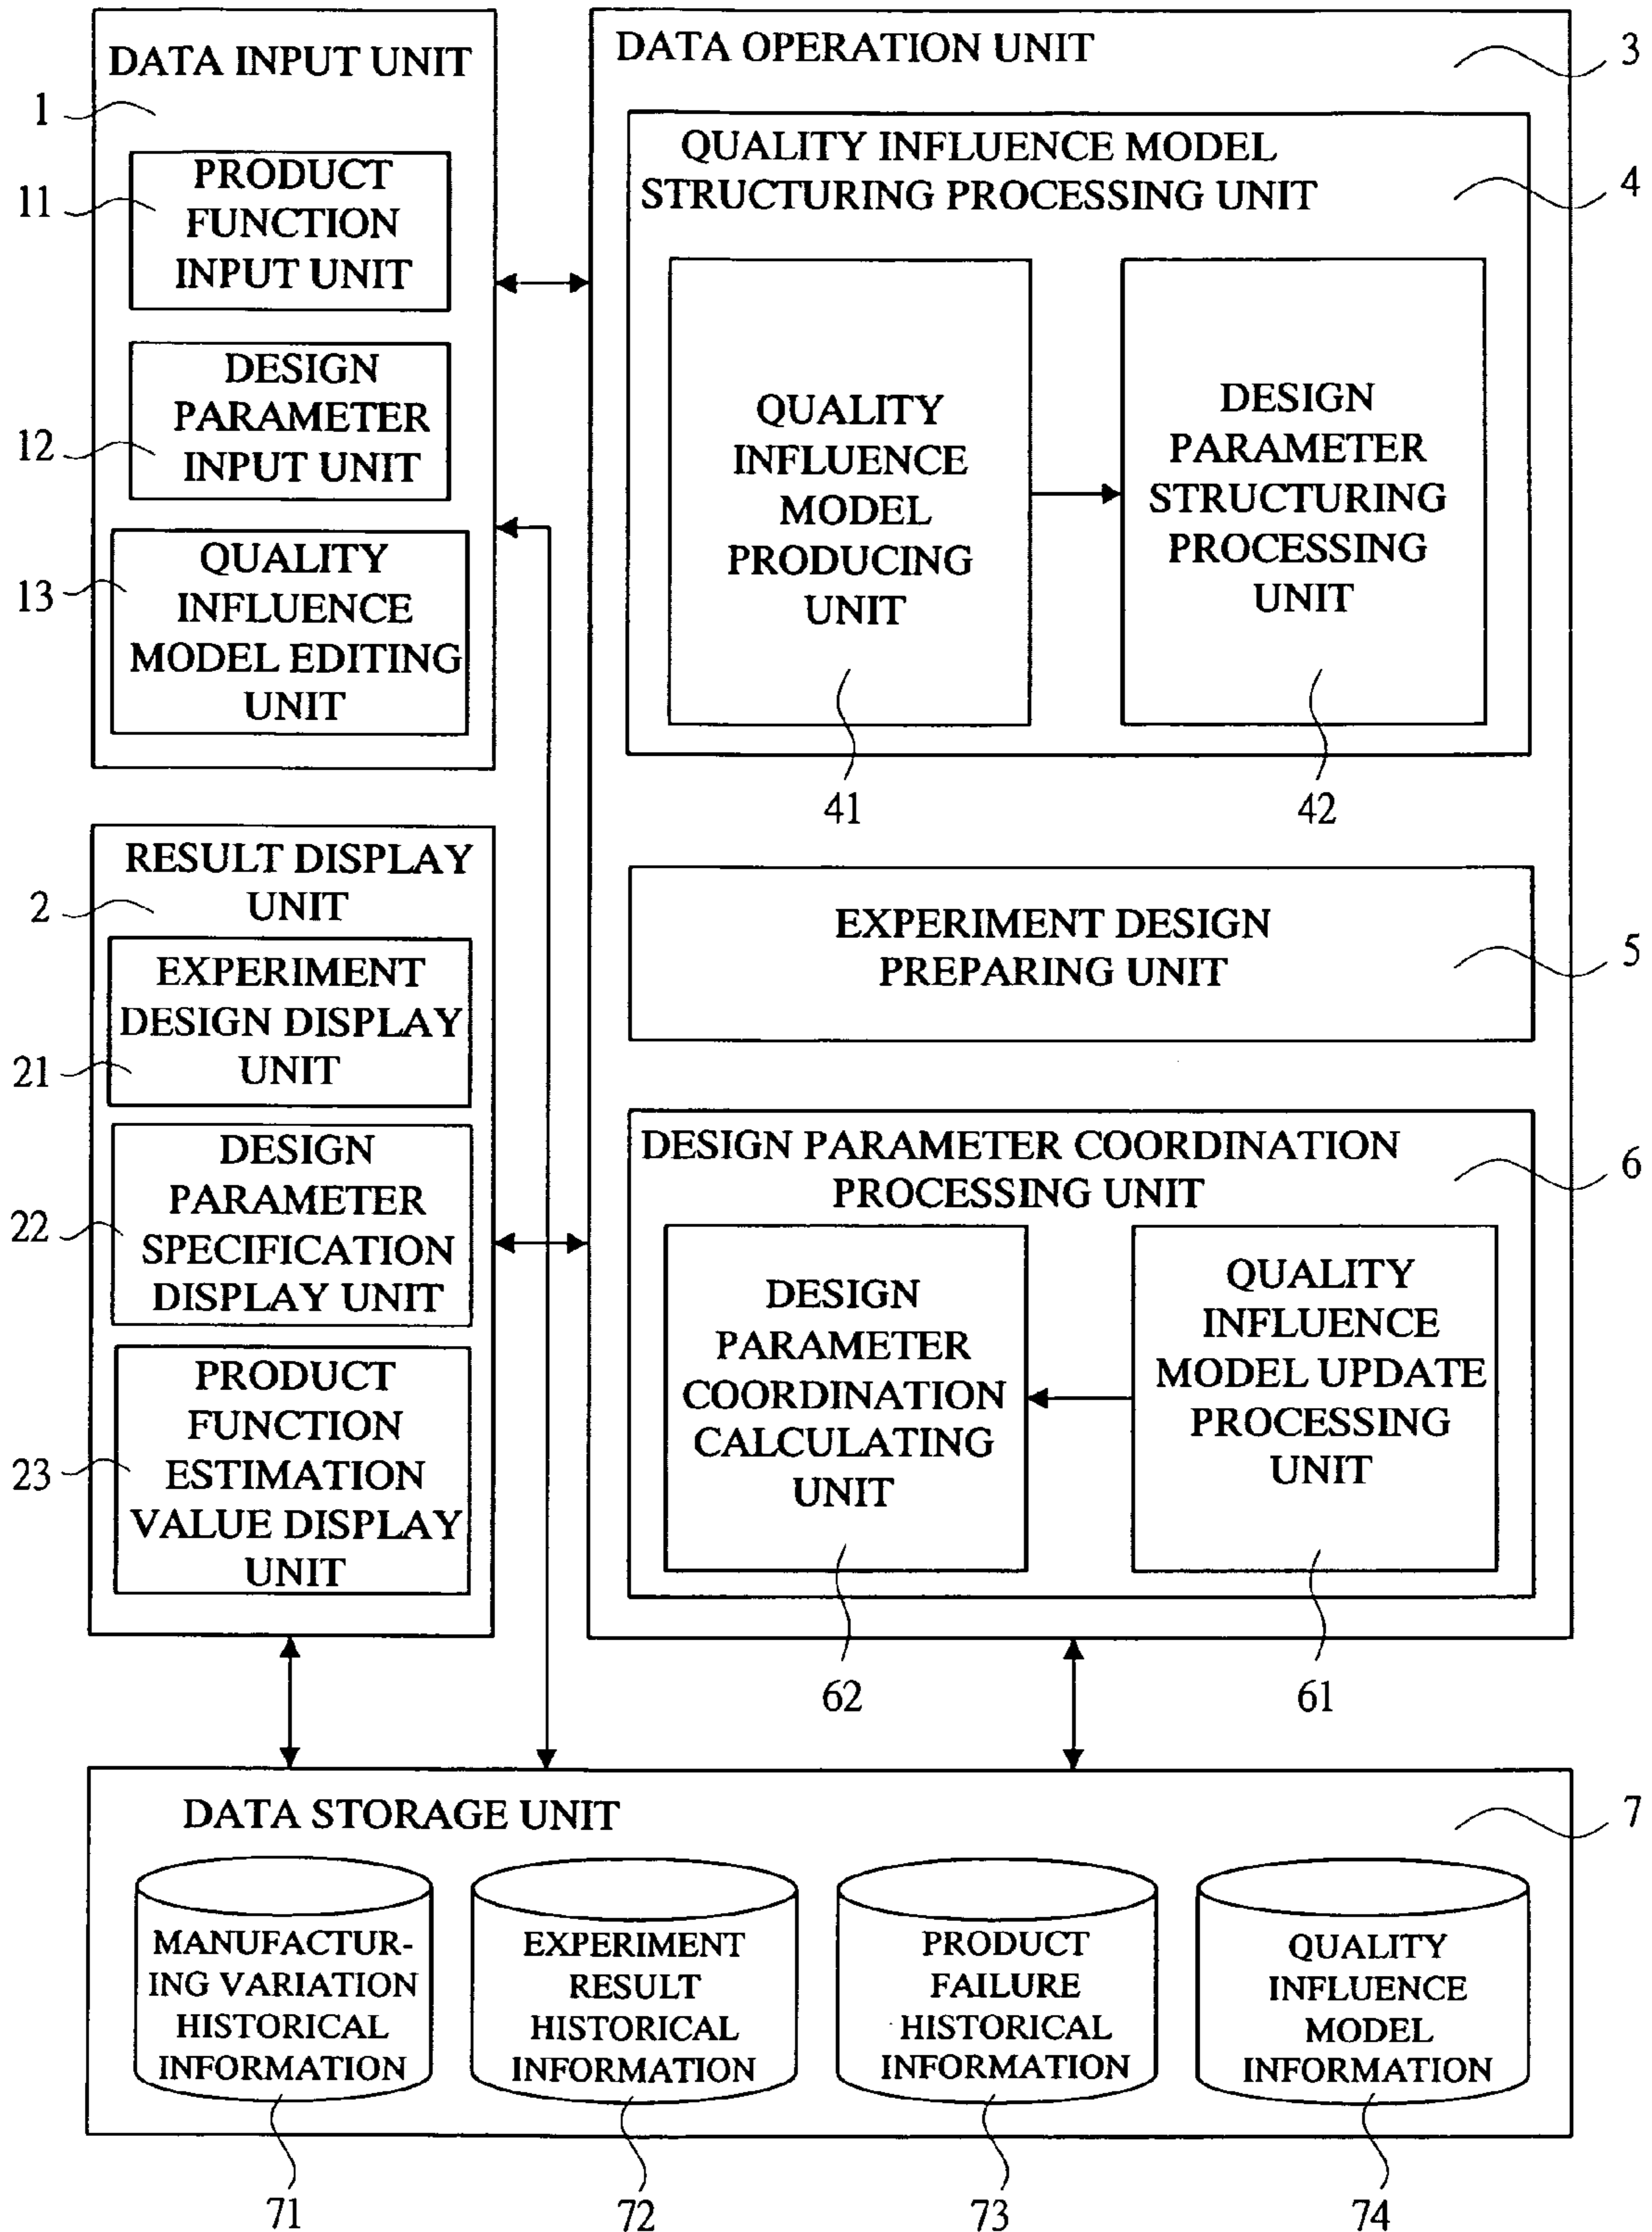 DATA INPUT UNIT
1
PRODUCT
FUNCTION
INPUT UNIT
11
DESIGN
PARAMETER
INPUT UNIT
12
QUALITY
INFLUENCE
MODEL EDITING
UNIT
13
RESULT DISPLAY
UNIT
2
EXPERIMENT
DESIGN DISPLAY
UNIT
21
DESIGN
PARAMETER
SPECIFICATION
DISPLAY UNIT
22
PRODUCT
FUNCTION
ESTIMATION
VALUE DISPLAY
UNIT
23
DATA OPERATION UNIT
3
QUALITY INFLUENCE MODEL
STRUCTURING PROCESSING UNIT
4
QUALITY
INFLUENCE
MODEL
PRODUCING
UNIT
41
DESIGN
PARAMETER
STRUCTURING
PROCESSING
UNIT
42
EXPERIMENT DESIGN
PREPARING UNIT
5
DESIGN PARAMETER COORDINATION
PROCESSING UNIT
6
DESIGN
PARAMETER
COORDINATION
CALCULATING
UNIT
62
QUALITY
INFLUENCE
MODEL UPDATE
PROCESSING
UNIT
61
DATA STORAGE UNIT
7
MANUFACTUR-
ING VARIATION
HISTORICAL
INFORMATION
71
EXPERIMENT
RESULT
HISTORICAL
INFORMATION
72
PRODUCT
FAILURE
HISTORICAL
INFORMATION
73
QUALITY
INFLUENCE
MODEL
INFORMATION
74